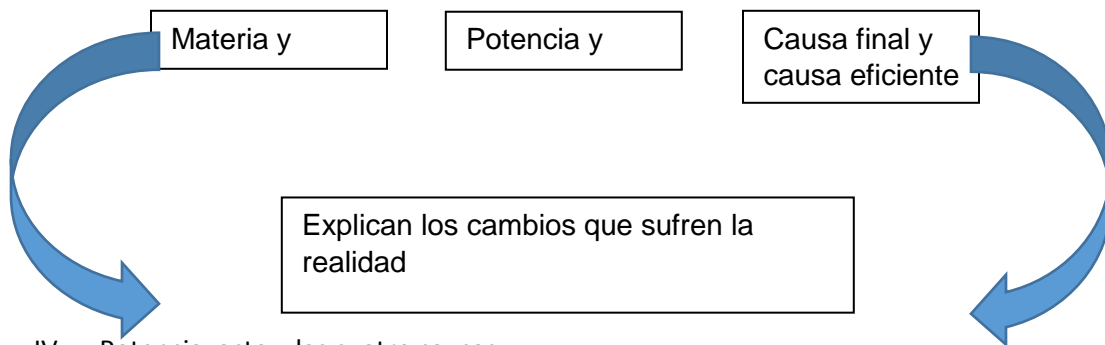 Materia y
Potencia y
Causa final y
causa eficiente
Explican los cambios que sufren la
realidad